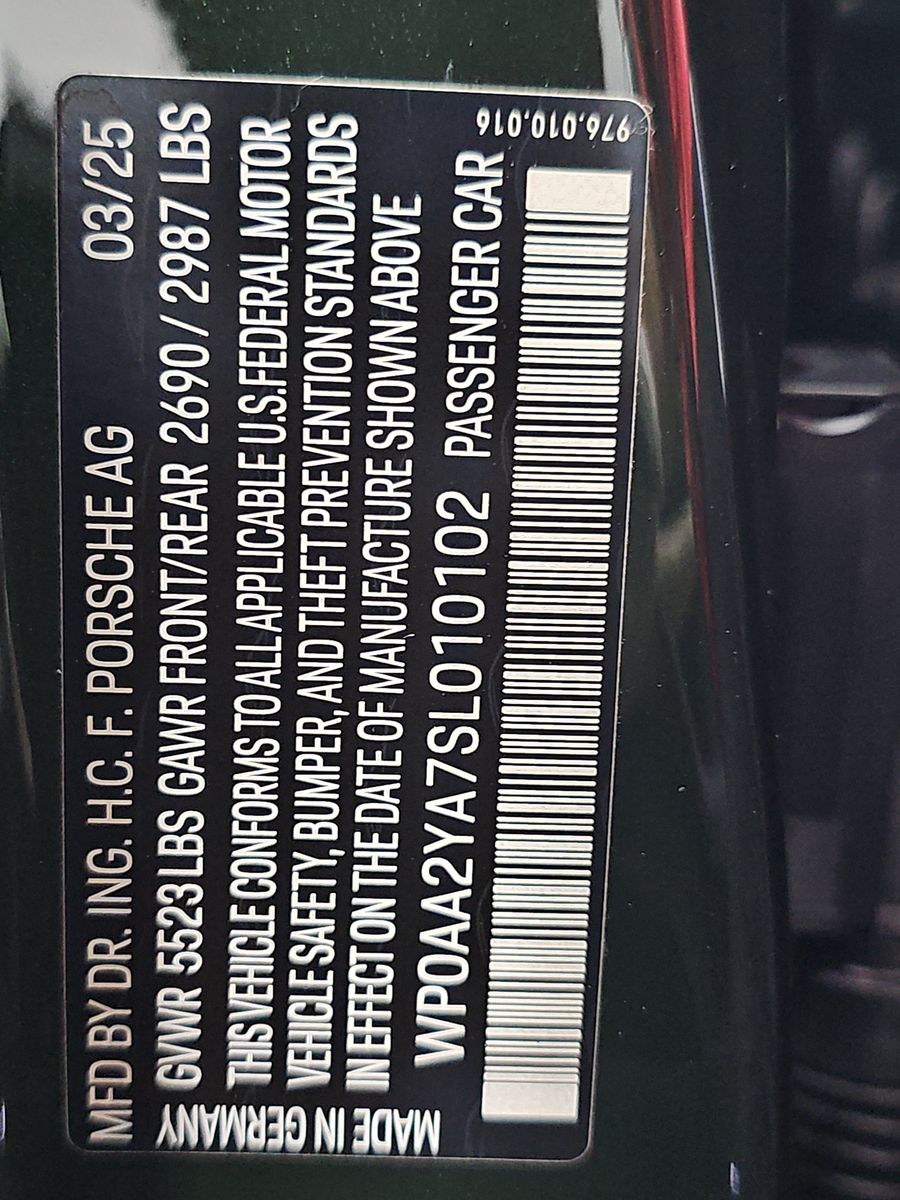 MFD BY DR. ING. H.C. F. PORSCHE AG 03/25
GVWR 5523 LBS GAWR FRONT/REAR 2690 / 2987 LBS
THIS VEHICLE CONFORMS TO ALL APPLICABLE U.S. FEDERAL MOTOR
VEHICLE SAFETY, BUMPER, AND THEFT PREVENTION STANDARDS
IN EFFECT ON THE DATE OF MANUFACTURE SHOWN ABOVE
WP0AA2YA7SL010102 PASSENGER CAR
MADE IN GERMANY
976.010.016